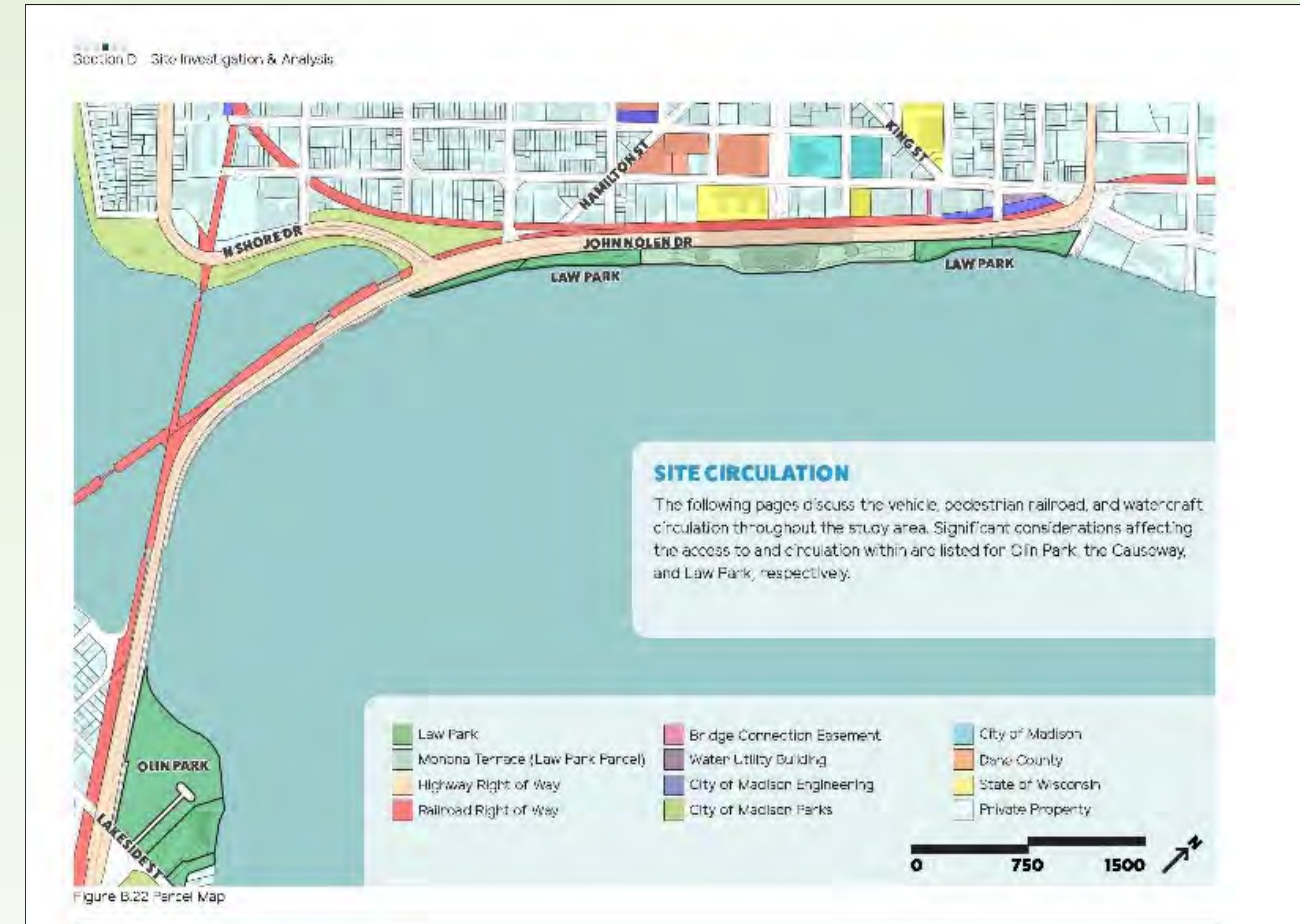 Section D Site Investigation & Analysis
HAMILTON ST
KING ST
N SHORE DR
JOHN NOLEN DR
LAW PARK
LAW PARK
SITE CIRCULATION
The following pages discuss the vehicle, pedestrian railroad, and watercraft
circulation throughout the study area. Significant considerations affecting
the access to and circulation within are listed for Olin Park, the Causeway,
and Law Park, respectively.
OLIN PARK
LAKESIDE ST
Law Park
Monona Terrace (Law Park Parcel)
Highway Right of Way
Railroad Right of Way
Bridge Connection Easement
Water Utility Building
City of Madison Engineering
City of Madison Parks
City of Madison
Dane County
State of Wisconsin
Private Property
0 750 1500
N
Figure B.22 Parcel Map